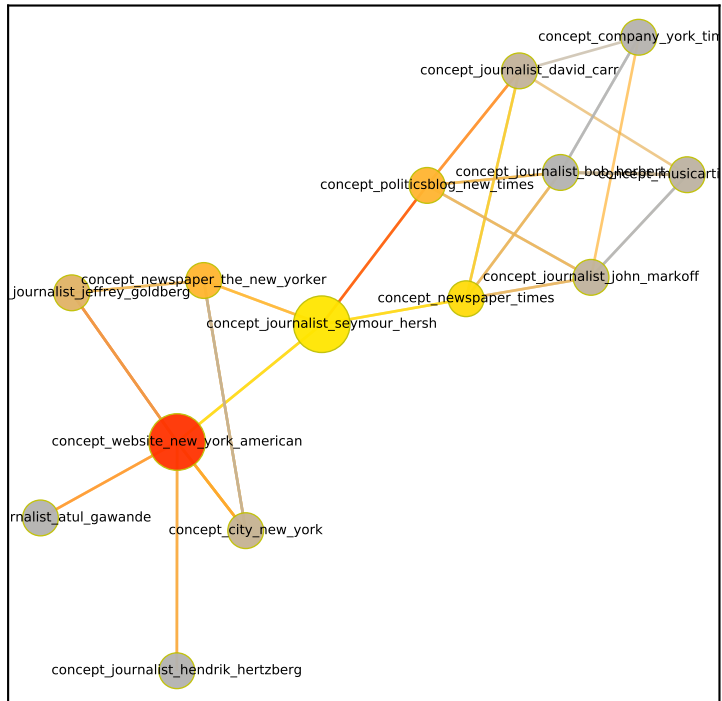 concept_company_york_tim
concept_journalist_david_carr
concept_journalist_bob_herbert
concept_musicarti
concept_politicsblog_new_times
concept_journalist_john_markoff
concept_newspaper_the_new_yorker
journalist_jeffrey_goldberg
concept_newspaper_times
concept_journalist_seymour_hersh
concept_website_new_york_american
rnalist_atul_gawande
concept_city_new_york
concept_journalist_hendrik_hertzberg